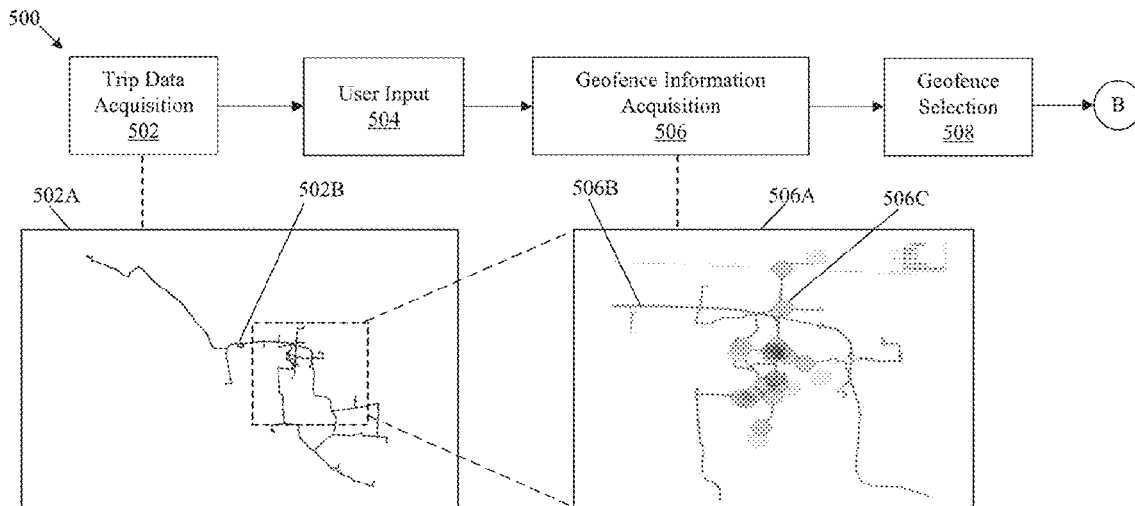 500
Trip Data
Acquisition
502
User Input
504
Geofence Information
Acquisition
506
Geofence
Selection
508
B
502A
502B
506B
506A
506C